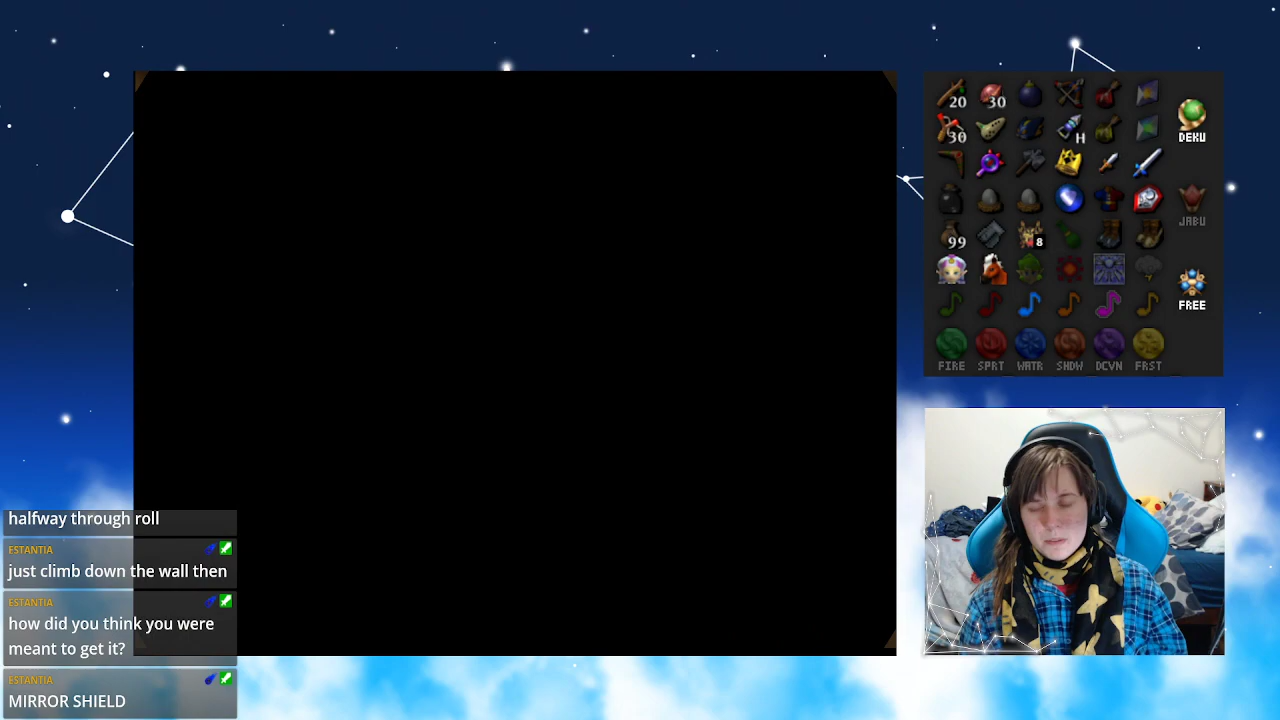 20 30
30 H
DEKU
JABU
99 8
FREE
FIRE SPRT WATR SHDW DCVN FRST
halfway through roll
ESTANTIA
just climb down the wall then
ESTANTIA
how did you think you were
meant to get it?
ESTANTIA
MIRROR SHIELD